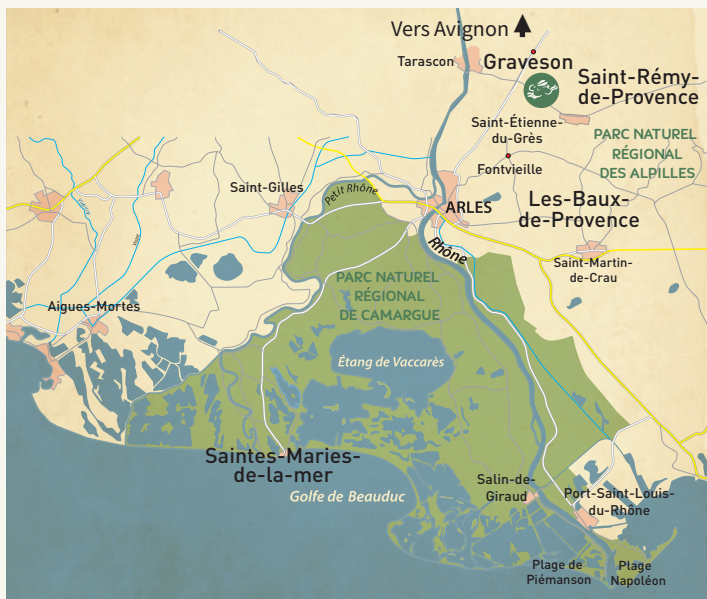 Vers Avignon
Tarascon
Graveson
Saint-Rémy-
de-Provence
Saint-Étienne-
du-Grès
PARC NATUREL
RÉGIONAL
DES ALPILLES
Fontvieille
Saint-Gilles
Petit Rhône
ARLES
Les-Baux-
de-Provence
Rhône
Saint-Martin-
de-Crau
PARC NATUREL
RÉGIONAL
DE CAMARGUE
Aigues-Mortes
Étang de Vaccarès
Saintes-Maries-
de-la-mer
Golfe de Beauduc
Salin-de-
Giraud
Port-Saint-Louis-
du-Rhône
Plage de
Piémanson
Plage
Napoléon